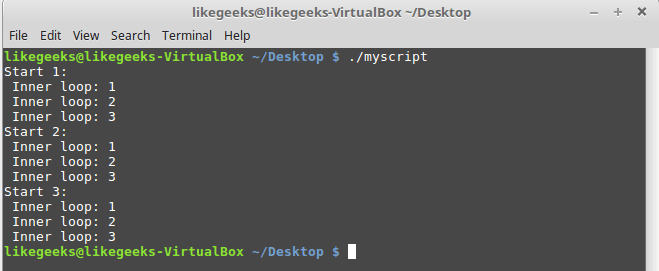 likegeeks@likegeeks-VirtualBox ~/Desktop
File Edit View Search Terminal Help
likegeeks@likegeeks-VirtualBox ~/Desktop $ ./myscript
Start 1:
 Inner loop: 1
 Inner loop: 2
 Inner loop: 3
Start 2:
 Inner loop: 1
 Inner loop: 2
 Inner loop: 3
Start 3:
 Inner loop: 1
 Inner loop: 2
 Inner loop: 3
likegeeks@likegeeks-VirtualBox ~/Desktop $